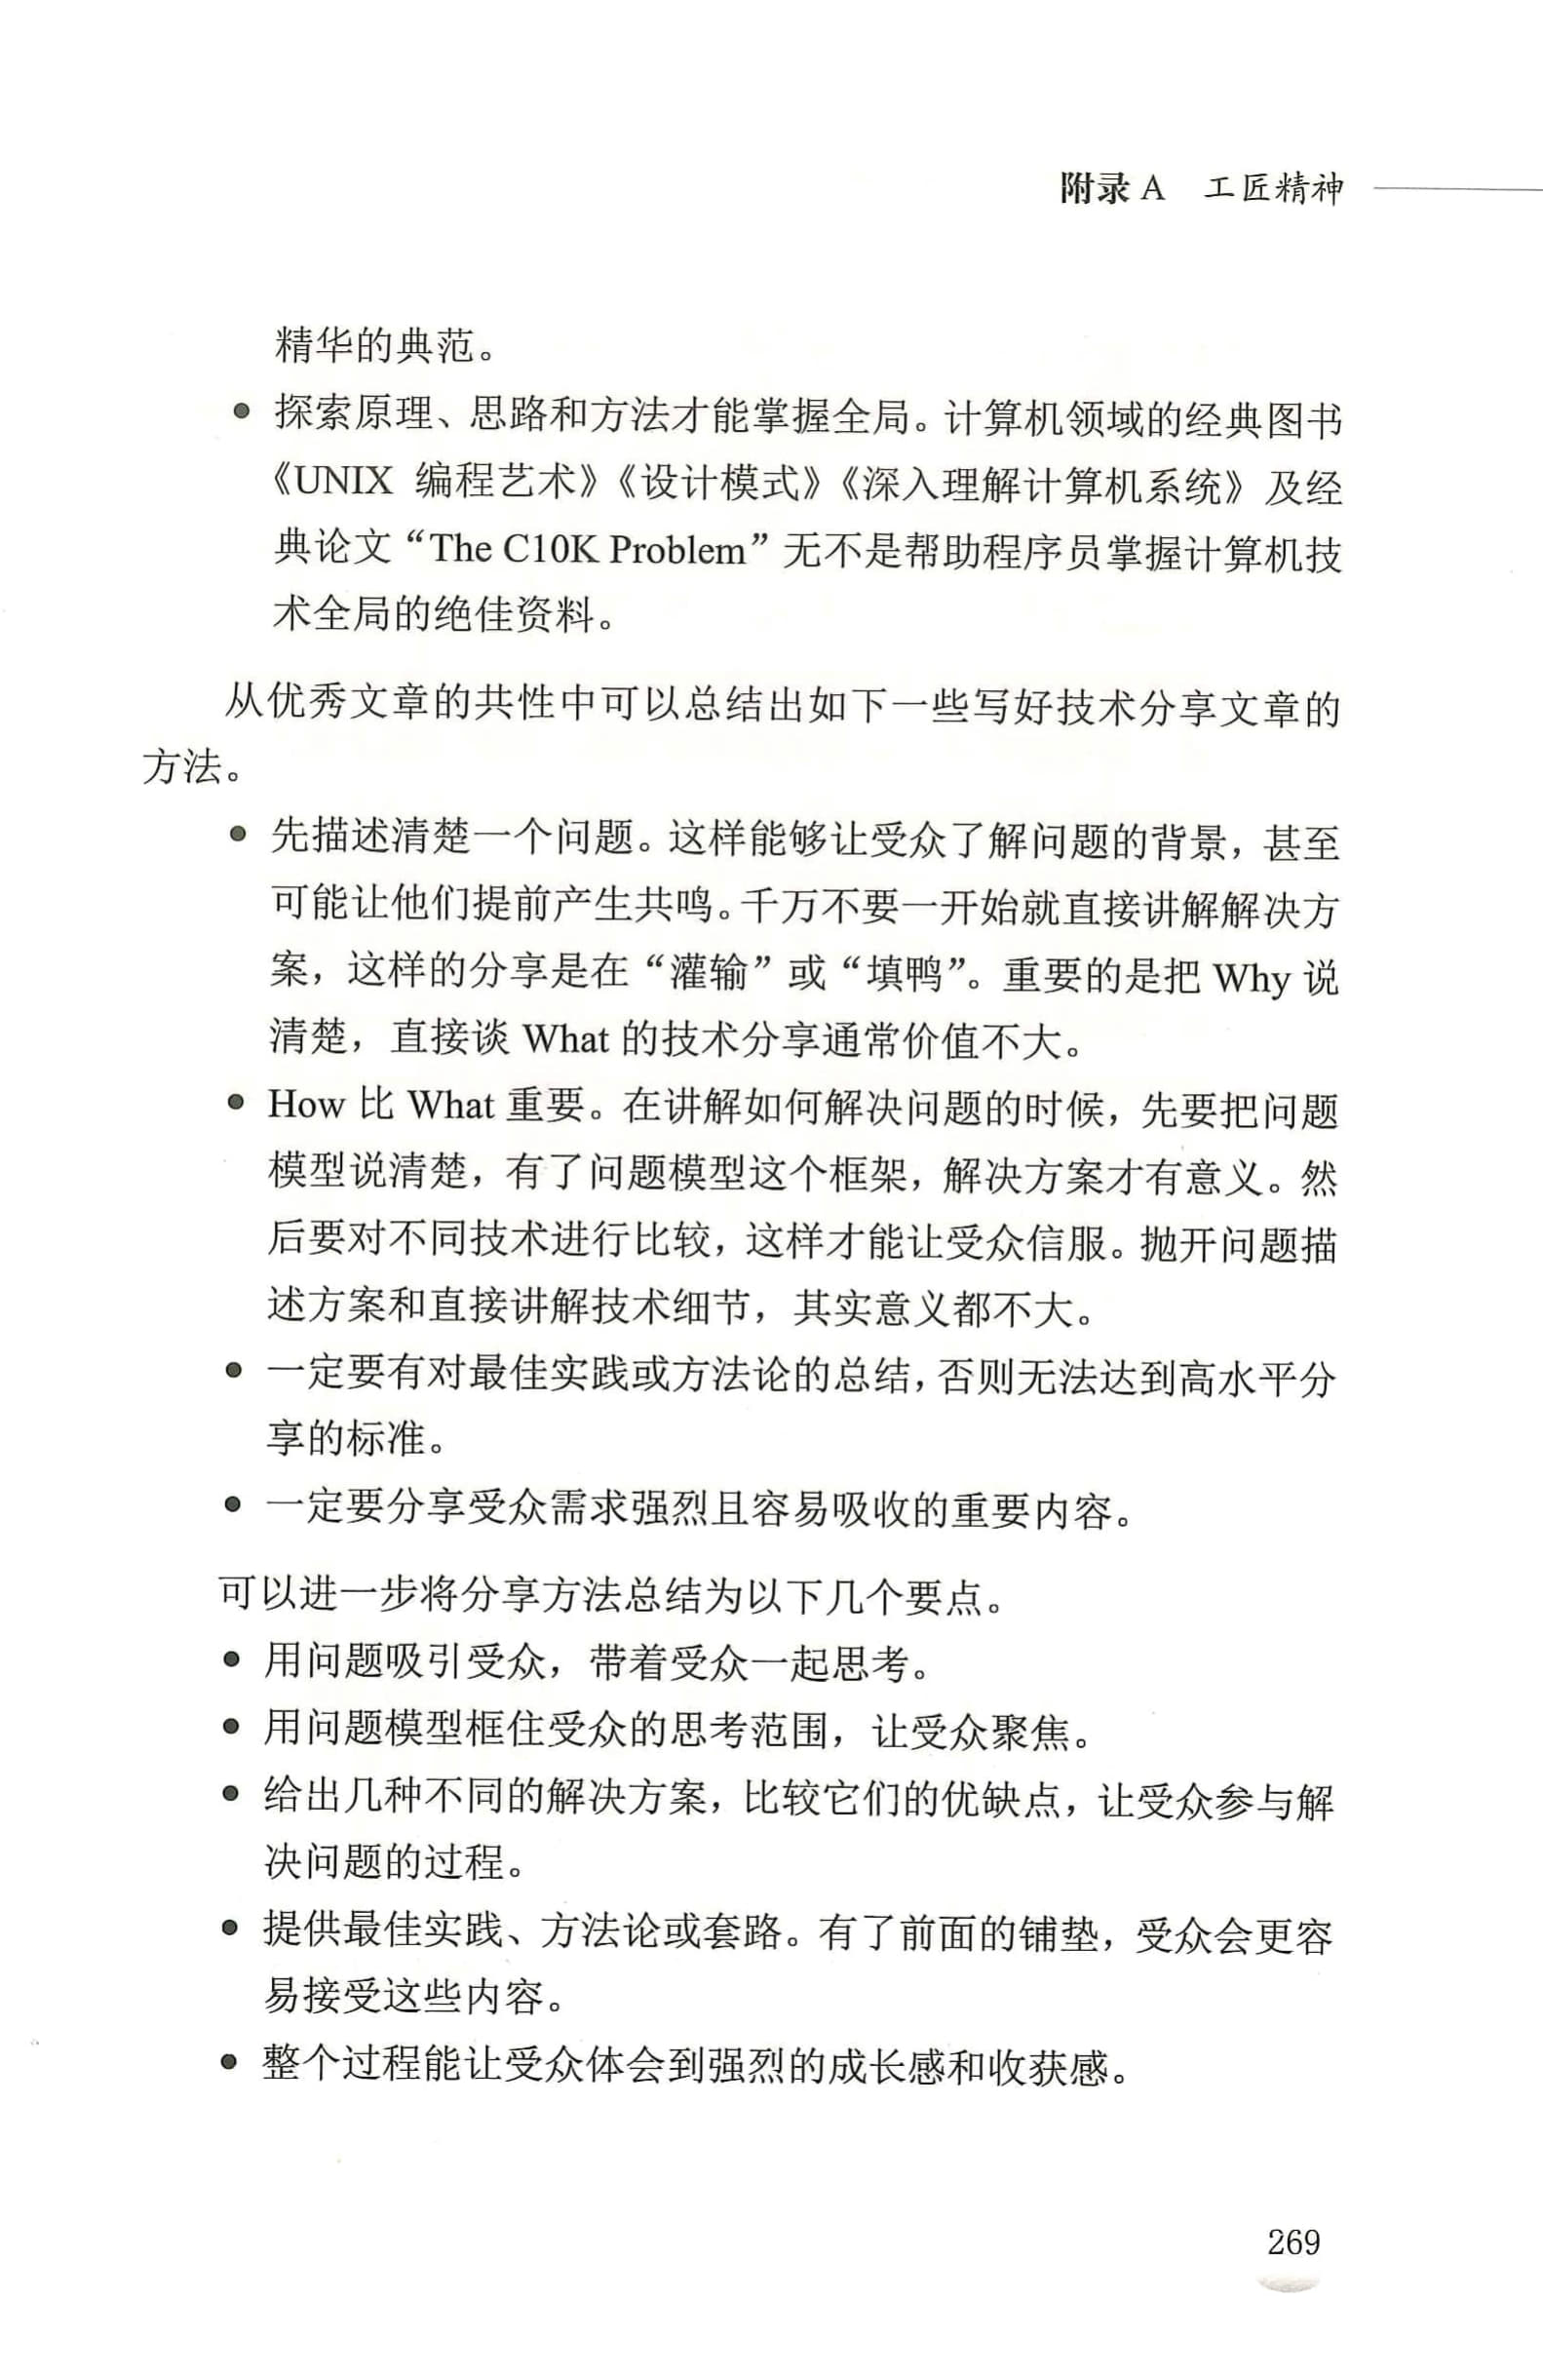 附录 A 工匠精神
精华的典范。
● 探索原理、思路和方法才能掌握全局。计算机领域的经典图书
《UNIX 编程艺术》《设计模式》《深入理解计算机系统》及经
典论文“The C10K Problem”无不是帮助程序员掌握计算机技
术全局的绝佳资料。
从优秀文章的共性中可以总结出如下一些写好技术分享文章的
方法。
● 先描述清楚一个问题。这样能够让受众了解问题的背景，甚至
可能让他们提前产生共鸣。千万不要一开始就直接讲解解决方
案，这样的分享是在“灌输”或“填鸭”。重要的是把 Why 说
清楚，直接谈 What 的技术分享通常价值不大。
● How 比 What 重要。在讲解如何解决问题的时候，先要把问题
模型说清楚，有了问题模型这个框架，解决方案才有意义。然
后要对不同技术进行比较，这样才能让受众信服。抛开问题描
述方案和直接讲解技术细节，其实意义都不大。
● 一定要有对最佳实践或方法论的总结，否则无法达到高水平分
享的标准。
● 一定要分享受众需求强烈且容易吸收的重要内容。
可以进一步将分享方法总结为以下几个要点。
● 用问题吸引受众，带着受众一起思考。
● 用问题模型框住受众的思考范围，让受众聚焦。
● 给出几种不同的解决方案，比较它们的优缺点，让受众参与解
决问题的过程。
● 提供最佳实践、方法论或套路。有了前面的铺垫，受众会更容
易接受这些内容。
● 整个过程能让受众体会到强烈的成长感和收获感。
269